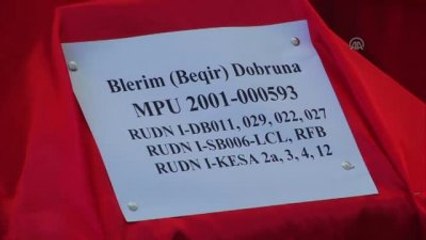 Blerim (Beqir) Dobruna
MPU 2001-000593
RUDN I-DB011, 029, 022, 027
RUDN I-SB006-LCL, RFB
RUDN I-KESA 2a, 3, 4, 12